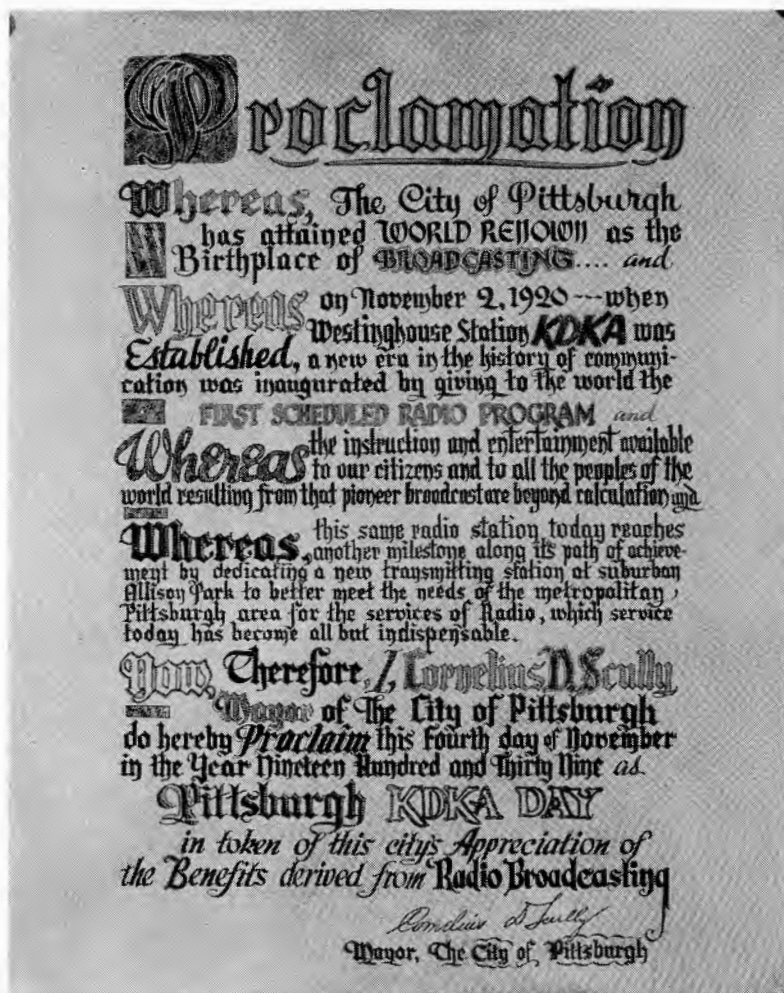 Proclamation
Whereas, The City of Pittsburgh
has attained WORLD RENOWN as the
Birthplace of BROADCASTING.... and
Whereas on November 2, 1920 --- when
Westinghouse Station KDKA was
Established, a new era in the history of communi-
cation was inaugurated by giving to the world the
FIRST SCHEDULED RADIO PROGRAM and
Whereas the instruction and entertainment available
to our citizens and to all the peoples of the
world resulting from that pioneer broadcast are beyond calculation and
Whereas, this same radio station today reaches
another milestone along its path of achieve-
ment by dedicating a new transmitting station at suburban
Allison Park to better meet the needs of the metropolitan,
Pittsburgh area for the services of Radio, which service
today has become all but indispensable.
Now, Therefore, I, Cornelius D. Scully
Mayor of The City of Pittsburgh
do hereby Proclaim this Fourth day of November
in the Year Nineteen Hundred and Thirty Nine as
Pittsburgh KDKA DAY
in token of this city's Appreciation of
the Benefits derived from Radio Broadcasting
Cornelius D Scully
Mayor, The City of Pittsburgh